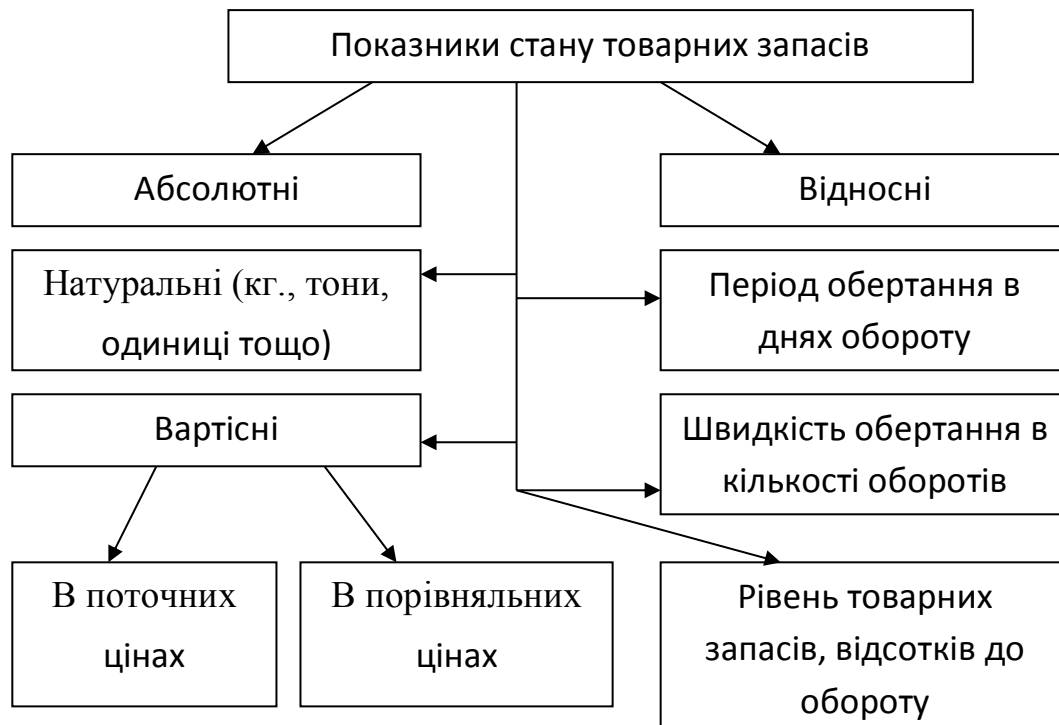 Показники стану товарних запасів
Абсолютні
Відносні
Натуральні (кг., тони,
одиниці тощо)
Період обертання в
днях обороту
Вартісні
Швидкість обертання в
кількості оборотів
В поточних
цінах
В порівняльних
цінах
Рівень товарних
запасів, відсотків до
обороту